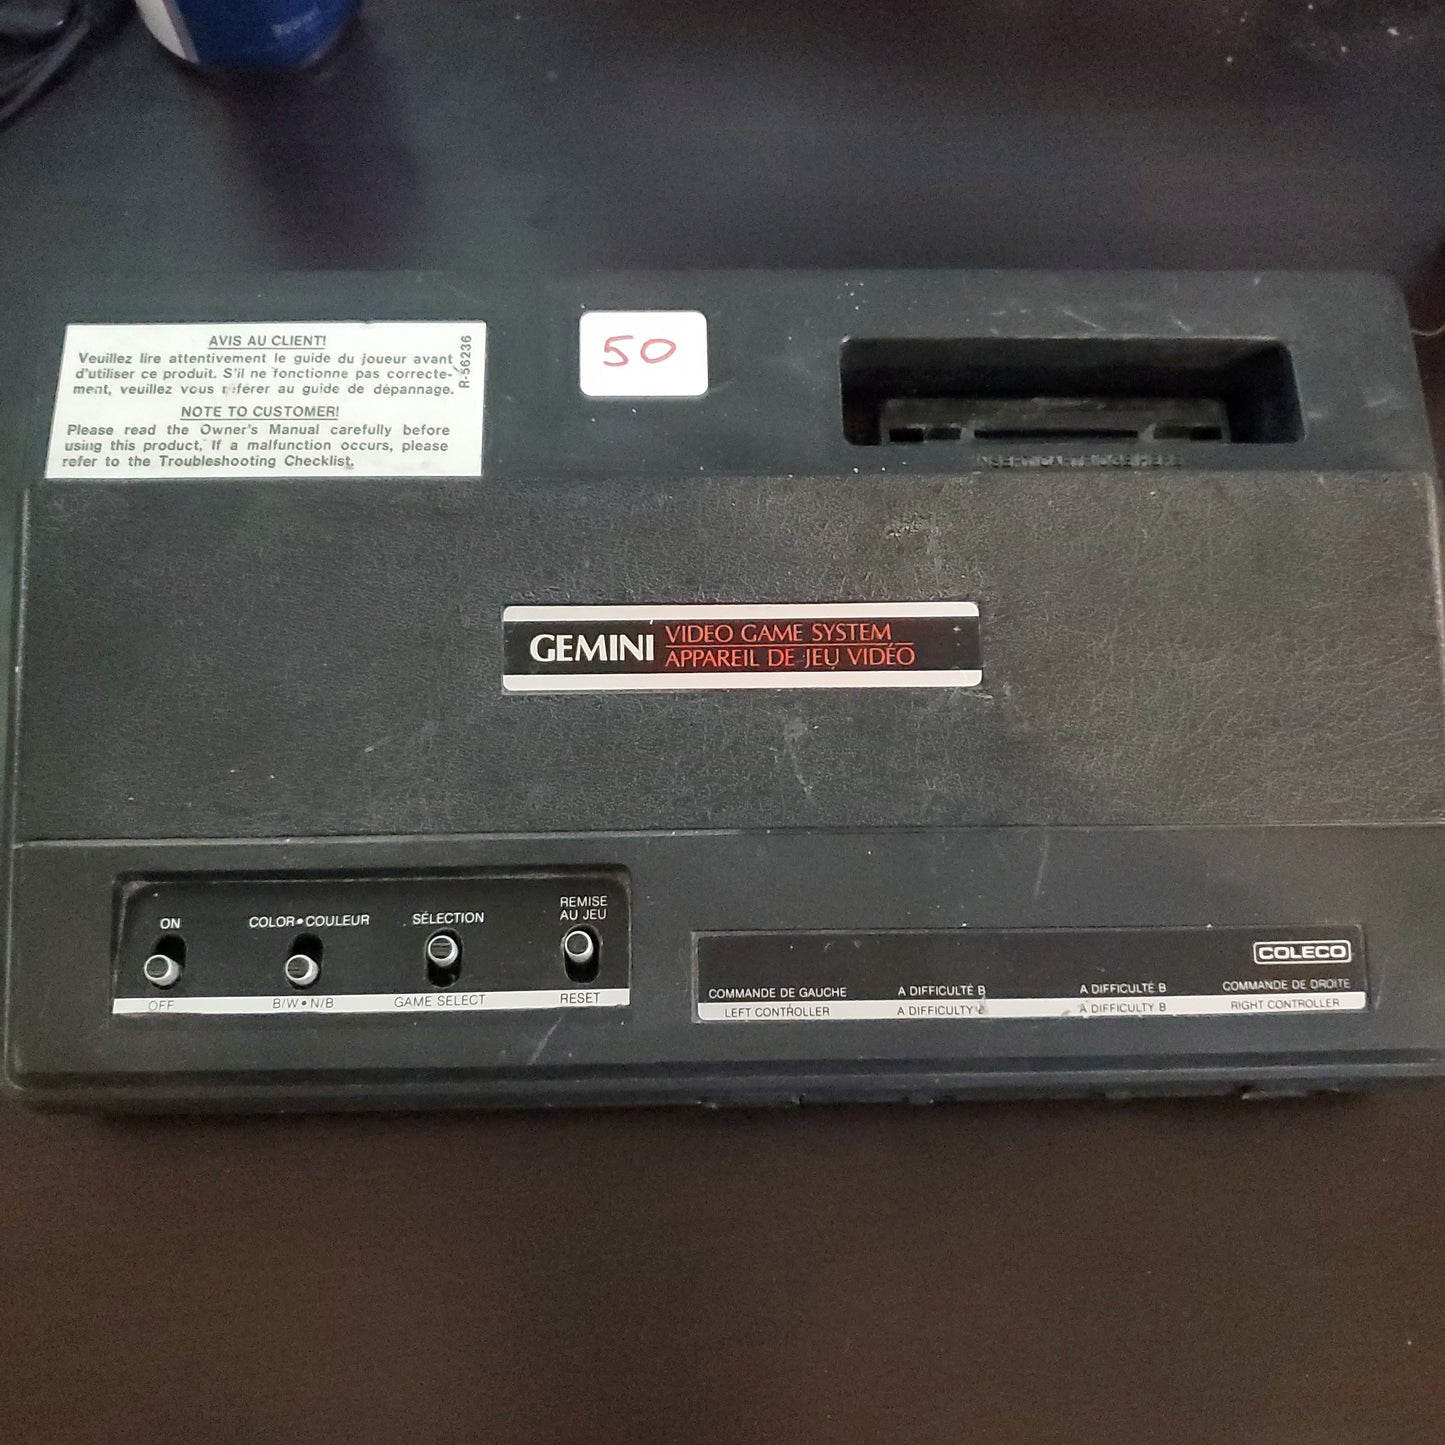 AVIS AU CLIENT!
Veuillez lire attentivement le guide du joueur avant
d'utiliser ce produit. S'il ne fonctionne pas correcte-
ment, veuillez vous référer au guide de dépannage.
R-56236
NOTE TO CUSTOMER!
Please read the Owner's Manual carefully before
using this product. If a malfunction occurs, please
refer to the Troubleshooting Checklist.
50
INSERT CARTRIDGE HERE
GEMINI
VIDEO GAME SYSTEM
APPAREIL DE JEU VIDÉO
ON
COLOR•COULEUR
SÉLECTION
REMISE
AU JEU
OFF
B/W•N/B
GAME SELECT
RESET
COLECO
COMMANDE DE GAUCHE
A DIFFICULTÉ B
A DIFFICULTÉ B
COMMANDE DE DROITE
LEFT CONTROLLER
A DIFFICULTY
A DIFFICULTY B
RIGHT CONTROLLER